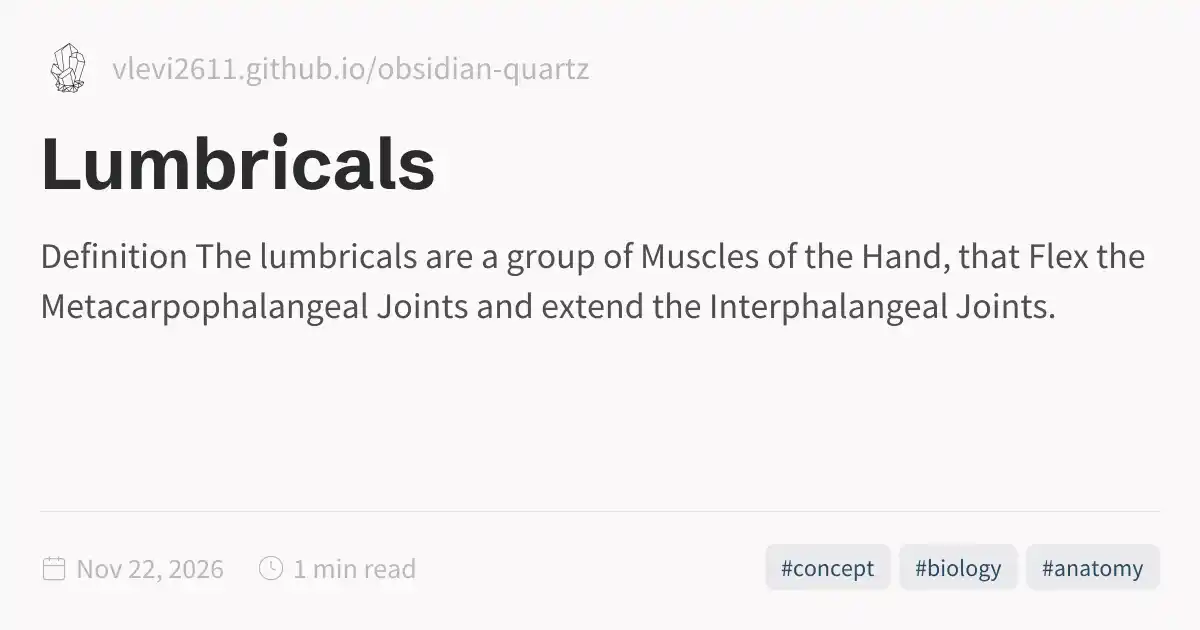 vlevi2611.github.io/obsidian-quartz
Lumbricals
Definition The lumbricals are a group of Muscles of the Hand, that Flex the
Metacarpophalangeal Joints and extend the Interphalangeal Joints.
Nov 22, 2026 1 min read #concept #biology #anatomy